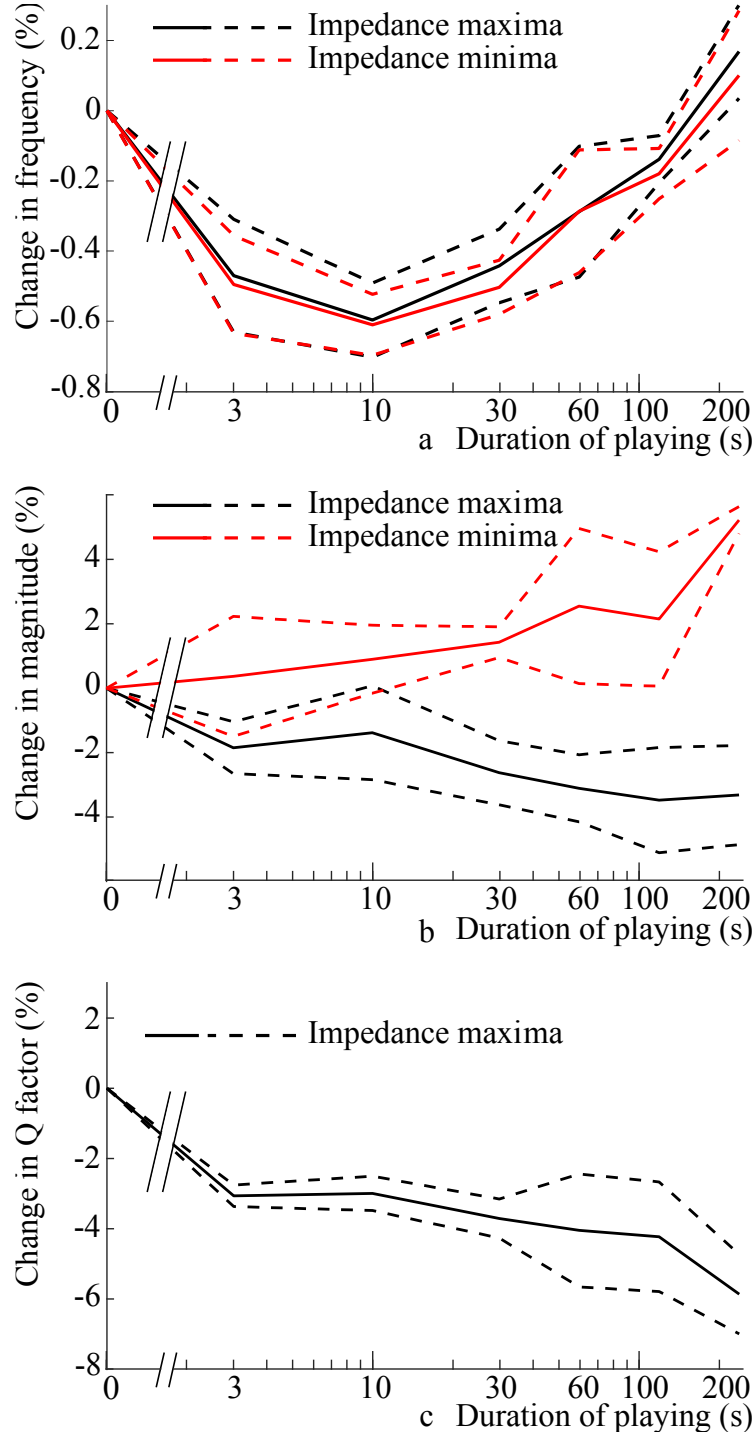 Change in frequency (%)
0.2
0
-0.2
-0.4
-0.6
-0.8
Impedance maxima
Impedance minima
0 3 10 30 60 100 200
a Duration of playing (s)
Change in magnitude (%)
4
2
0
-2
-4
Impedance maxima
Impedance minima
0 3 10 30 60 100 200
b Duration of playing (s)
Change in Q factor (%)
2
0
-2
-4
-6
-8
Impedance maxima
0 3 10 30 60 100 200
c Duration of playing (s)